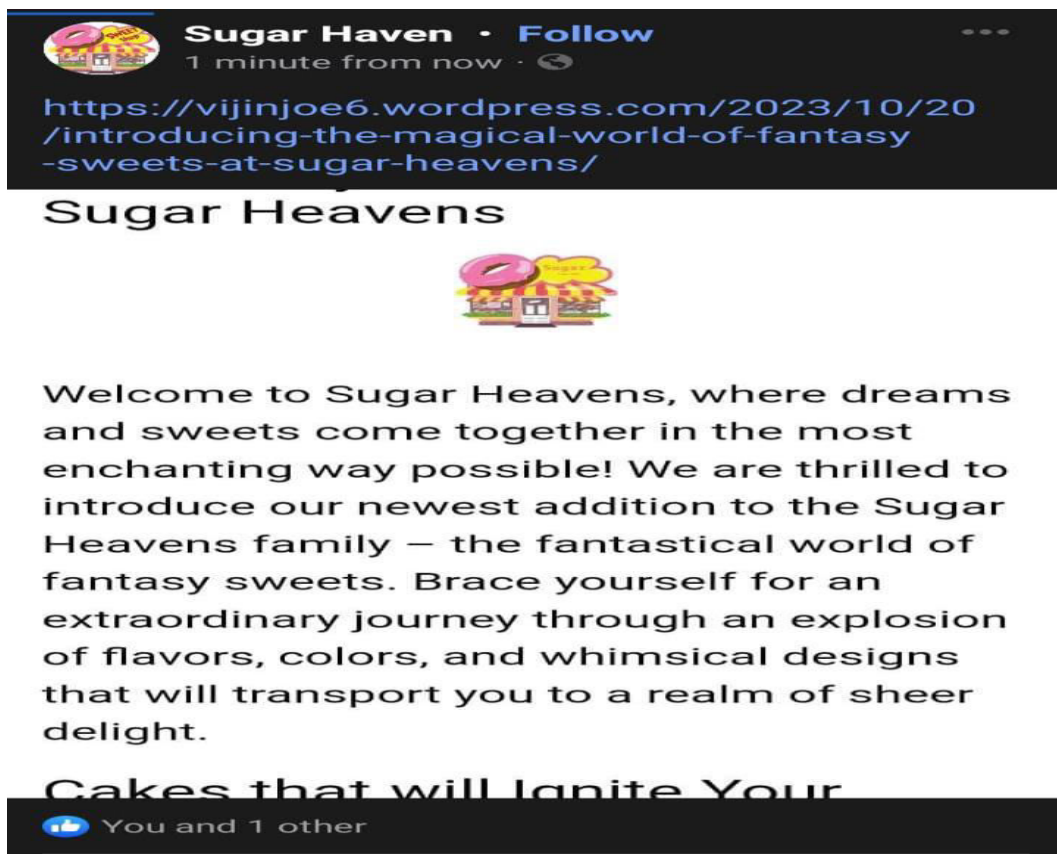 Sugar Haven · Follow
1 minute from now ·
https://vijinjoe6.wordpress.com/2023/10/20
/introducing-the-magical-world-of-fantasy
-sweets-at-sugar-heavens/
Sugar Heavens
Sugar
Welcome to Sugar Heavens, where dreams
and sweets come together in the most
enchanting way possible! We are thrilled to
introduce our newest addition to the Sugar
Heavens family – the fantastical world of
fantasy sweets. Brace yourself for an
extraordinary journey through an explosion
of flavors, colors, and whimsical designs
that will transport you to a realm of sheer
delight.
Cakes that will Ignite Your
You and 1 other